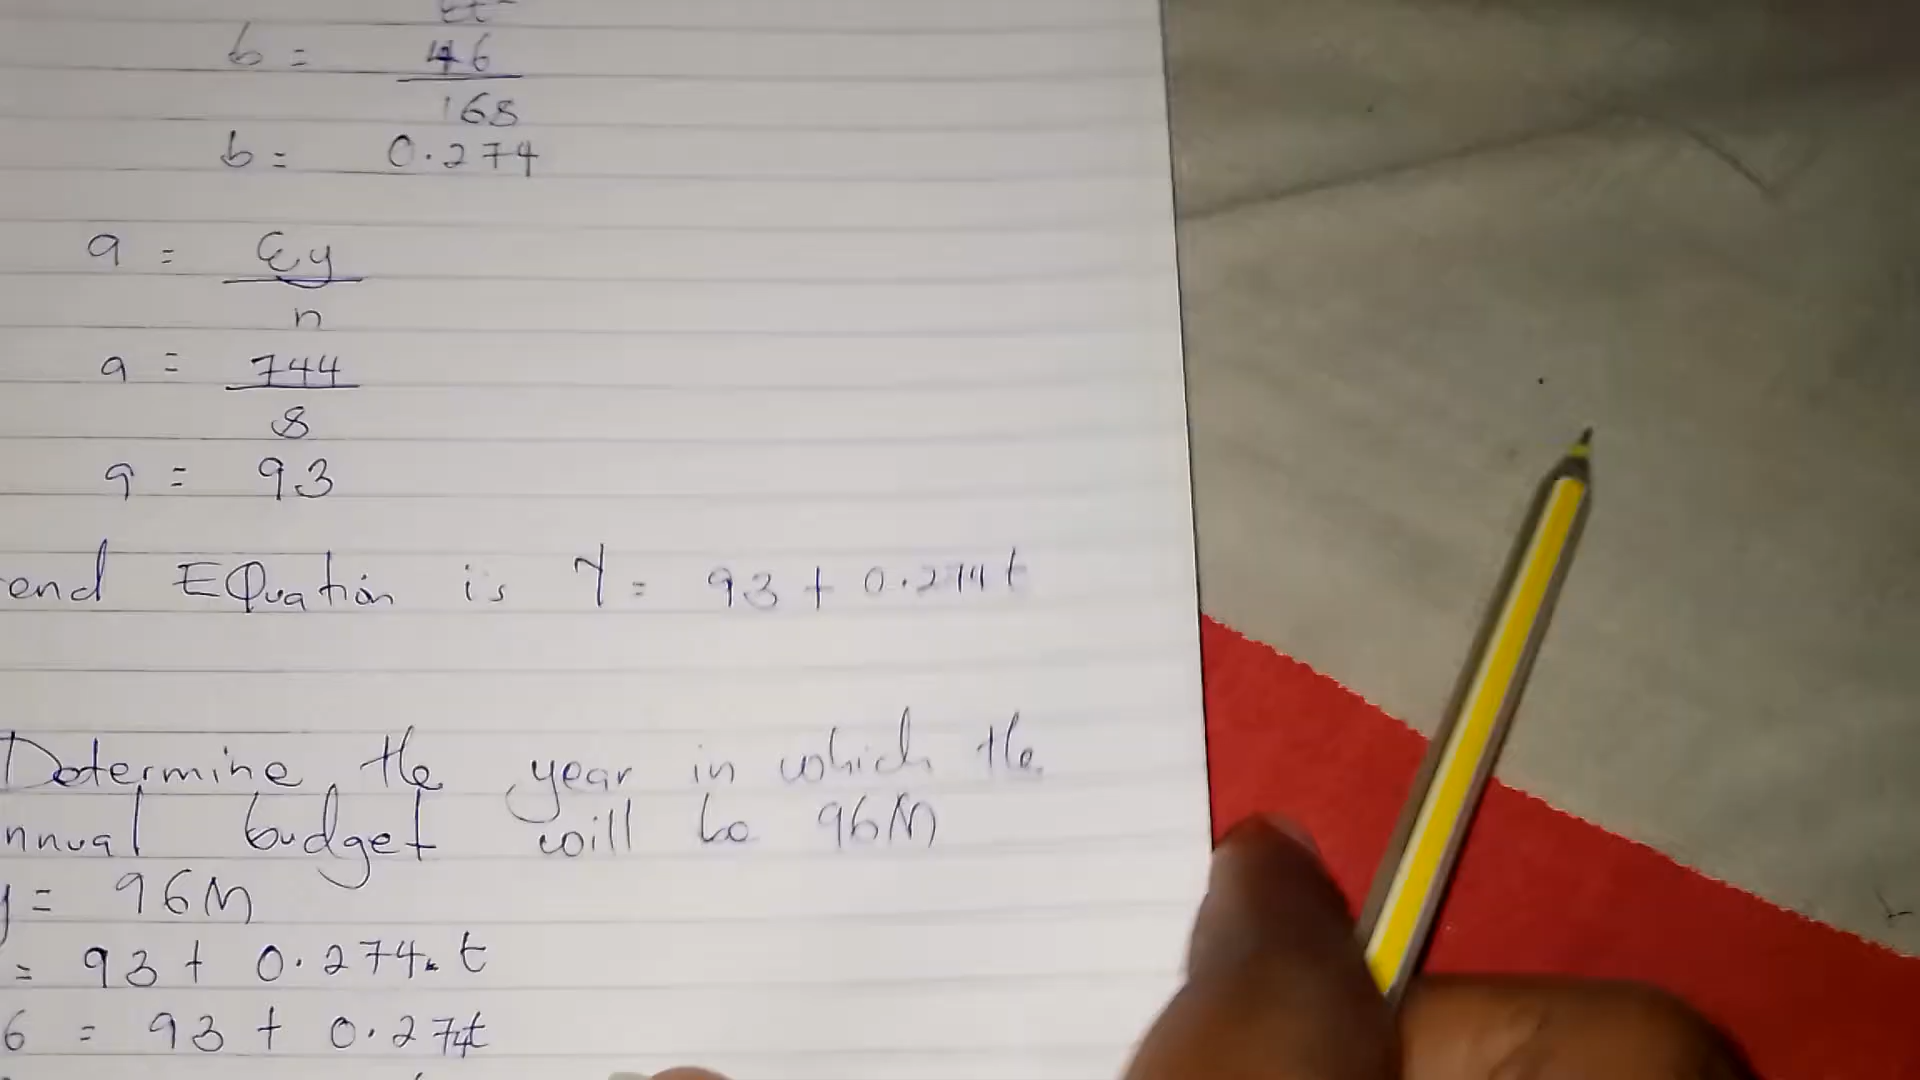 b = 46
168
b = 0.274
a = Σy
n
a = 744
8
a = 93
end EQuation is Y = 93 + 0.274t
Determine the year in which the
nnual budget will be 96M
y = 96M
= 93 + 0.274. t
6 = 93 + 0.274t